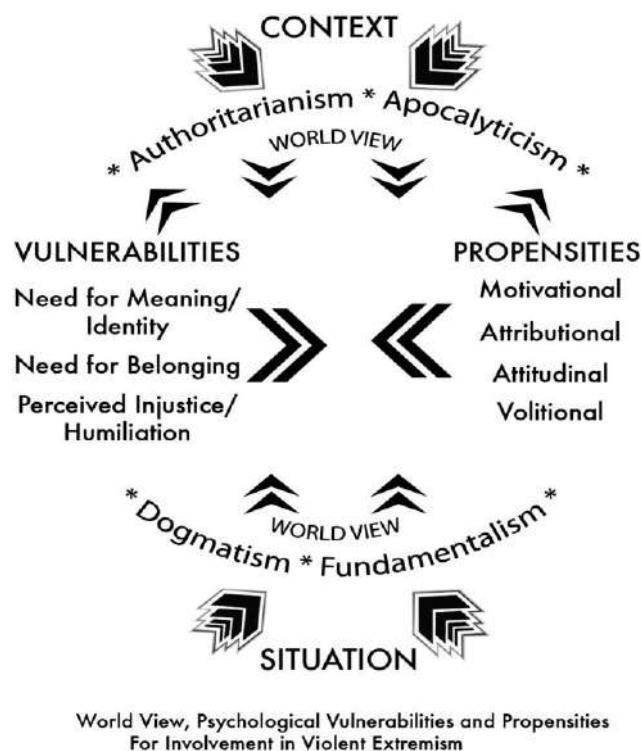 CONTEXT
* Authoritarianism * Apocalyticism *
WORLD VIEW
VULNERABILITIES
Need for Meaning/
Identity
Need for Belonging
Perceived Injustice/
Humiliation
PROPENSITIES
Motivational
Attributional
Attitudinal
Volitional
WORLD VIEW
*Dogmatism * Fundamentalism*
SITUATION
World View, Psychological Vulnerabilities and Propensities
For Involvement in Violent Extremism